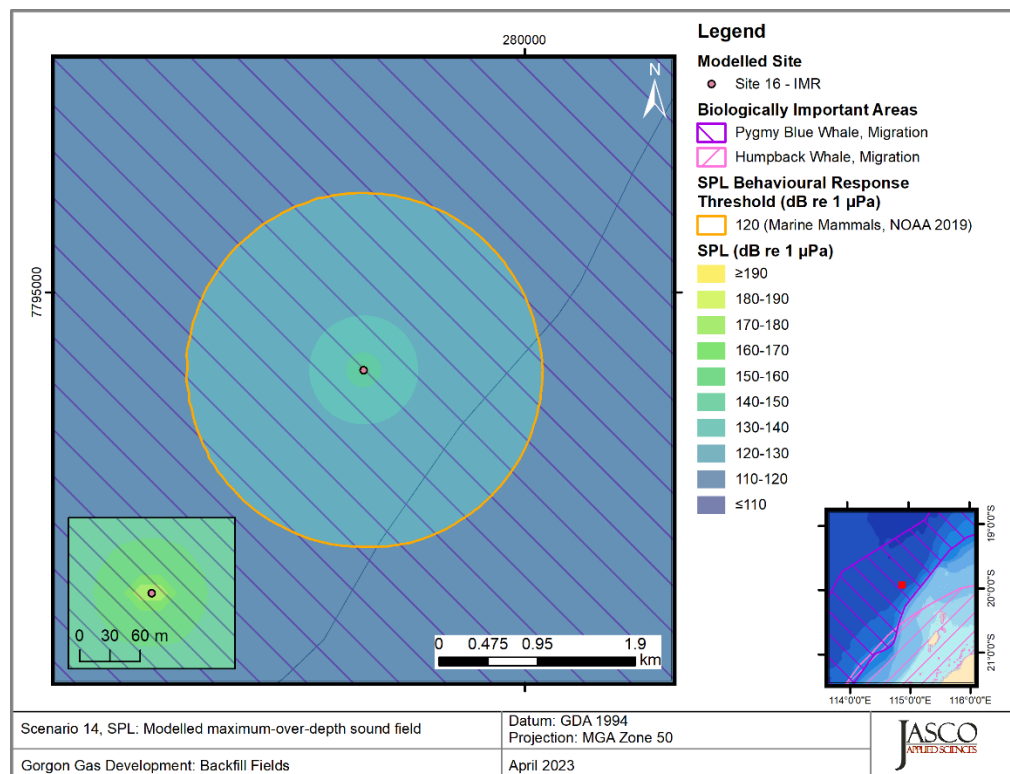 280000
7795000
N
0 30 60 m
0 0.475 0.95 1.9
km
Legend
Modelled Site
Site 16 - IMR
Biologically Important Areas
Pygmy Blue Whale, Migration
Humpback Whale, Migration
SPL Behavioural Response
Threshold (dB re 1 µPa)
120 (Marine Mammals, NOAA 2019)
SPL (dB re 1 µPa)
≥190
180-190
170-180
160-170
150-160
140-150
130-140
120-130
110-120
≤110
19°0'0"S
20°0'0"S
21°0'0"S
114°0'0"E 115°0'0"E 116°0'0"E
Scenario 14, SPL: Modelled maximum-over-depth sound field
Datum: GDA 1994
Projection: MGA Zone 50
Gorgon Gas Development: Backfill Fields
April 2023
JASCO
APPLIED SCIENCES